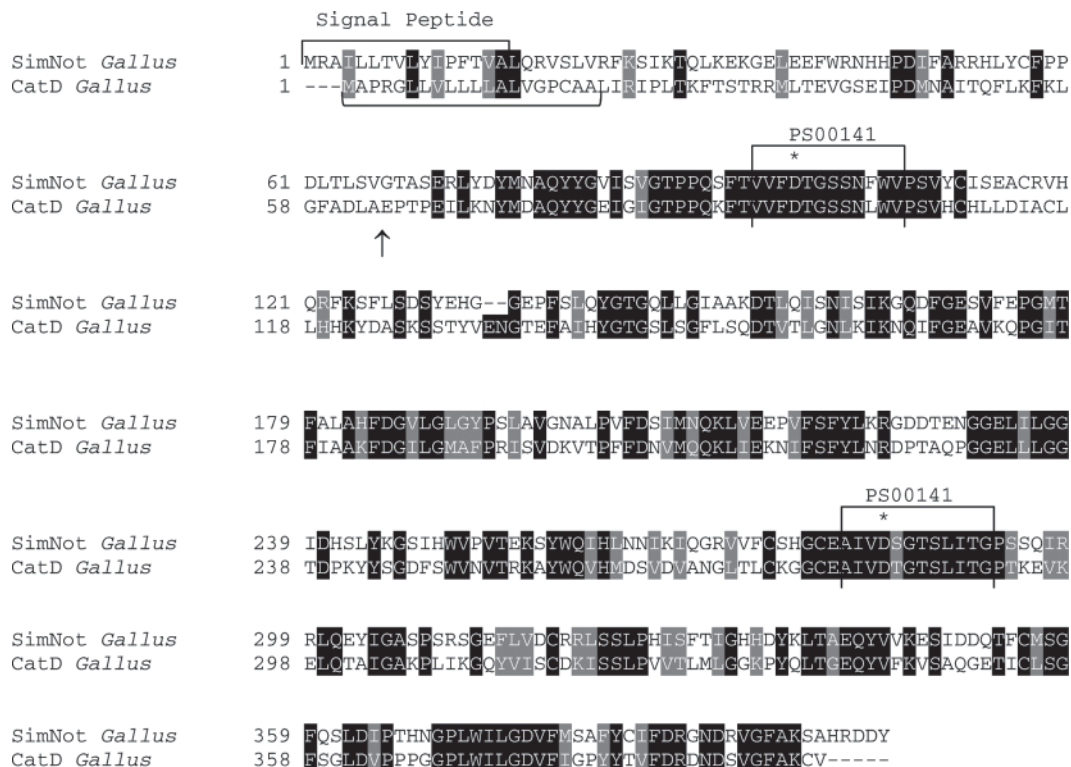 Signal Peptide
SimNot Gallus 1 MRAILLTVLYIPFTVALQRVSLVRFKSIKTQLKEKGELEEFWRNHHPDIFARRHLYCFPP
CatD Gallus 1 ---MAPRGLLVLLLLALVGPCAALIRIPLTKFTSTRRMLTEVGSEIPDMNAITQFLKFKL
PS00141
*
SimNot Gallus 61 DLTLSVGTASERLYDYMNAQYYGVISVGTPPQSFTVVFDTGSSNFWVPSVYCISEACRVH
CatD Gallus 58 GFADLAEPTPEILKNYMDAQYYGEIGIGTPPQKFTVVFDTGSSNLWVPSVHCHLLDIACL
↑
SimNot Gallus 121 QRFKSFLSDSYEHG--GEPFSLQYGTGQLLGIAAKDTLQISNISIKGQDFGESVFEPGMT
CatD Gallus 118 LHHKYDASKSSTYVENGTEFAIHYGTGSLSGFLSQDTVTLGNLKIKNQIFGEAVKQPGIT
SimNot Gallus 179 FALAHFDGVLGLGYPSLAVGNALPVFDSIMNQKLVEEPVFSFYLKRGDDTENGGELILGG
CatD Gallus 178 FIAAKFDGILGMAFPRISVDKVTPFFDNVMQQKLIEKNIFSFYLNRDPTAQPGGELLLGG
PS00141
*
SimNot Gallus 239 IDHSLYKGSIHWVPVTEKSYWQIHLNNIKIQGRVVFCSHGCEAIVDSGTSLITGPSSQIR
CatD Gallus 238 TDPKYYSGDFSWVNVTRKAYWQVHMDSVDVANGLTLCKGGCEAIVDTGTSLITGPTKEVK
SimNot Gallus 299 RLQEYIGASPSRSGEFLVDCRRLSSLPHISFTIGHHDYKLTAEQYVVKESIDDQTFCMSG
CatD Gallus 298 ELQTAIGAKPLIKGQYVISCDKISSLPVVTLMLGGKPYQLTGEQYVFKVSAQGETICLSG
SimNot Gallus 359 FQSLDIPTHNGPLWILGDVFMSAFYCIFDRGNDRVGFAKSAHRDDY
CatD Gallus 358 FSGLDVPPPGGPLWILGDVFIGPYYTVFDRDNDSVGFAKCV-----